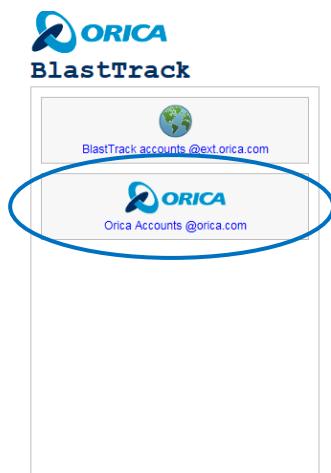 ORICA
BlastTrack
BlastTrack accounts @ext.orica.com
ORICA
Orica Accounts @orica.com